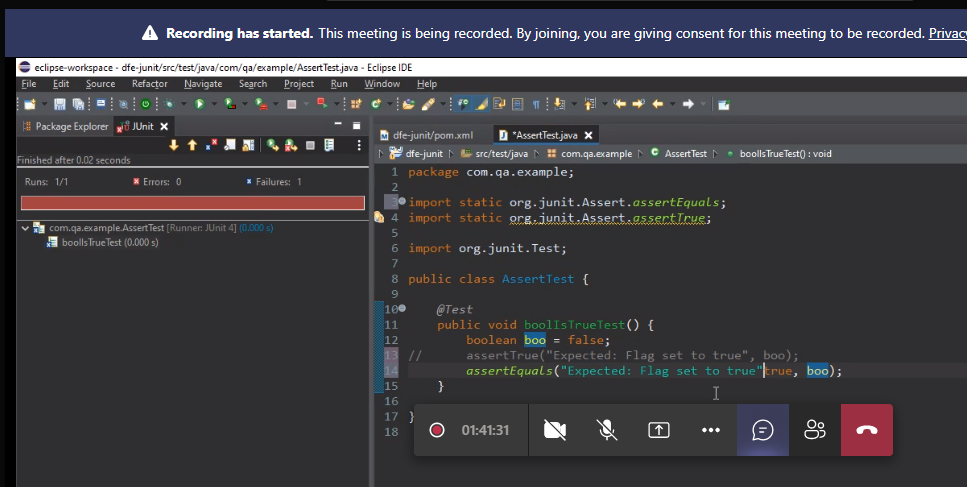 Recording has started. This meeting is being recorded. By joining, you are giving consent for this meeting to be recorded. Privacy
eclipse-workspace - dfe-junit/src/test/java/com/qa/example/AssertTest.java - Eclipse IDE
File Edit Source Refactor Navigate Search Project Run Window Help
Package Explorer JUnit
dfe-junit/pom.xml *AssertTest.java
dfe-junit src/test/java com.qa.example AssertTest boolIsTrueTest() : void
Finished after 0.02 seconds
Runs: 1/1 Errors: 0 Failures: 1
com.qa.example.AssertTest [Runner: JUnit 4] (0.000 s)
boolIsTrueTest (0.000 s)
1 package com.qa.example;
2
3 import static org.junit.Assert.assertEquals;
4 import static org.junit.Assert.assertTrue;
5
6 import org.junit.Test;
7
8 public class AssertTest {
9
10 @Test
11 public void boolIsTrueTest() {
12 boolean boo = false;
13 // assertTrue("Expected: Flag set to true", boo);
14 assertEquals("Expected: Flag set to true"true, boo);
15 }
16
17 }
18
01:41:31